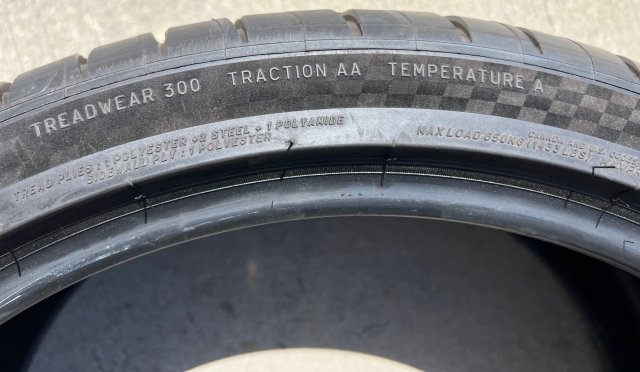 TREADWEAR 300 TRACTION AA TEMPERATURE A
TREAD PLIES : 1 POLYESTER + 2 STEEL + 1 POLYAMIDE
SIDEWALL PLY : 1 POLYESTER
MAX LOAD 650KG (1433 LBS)